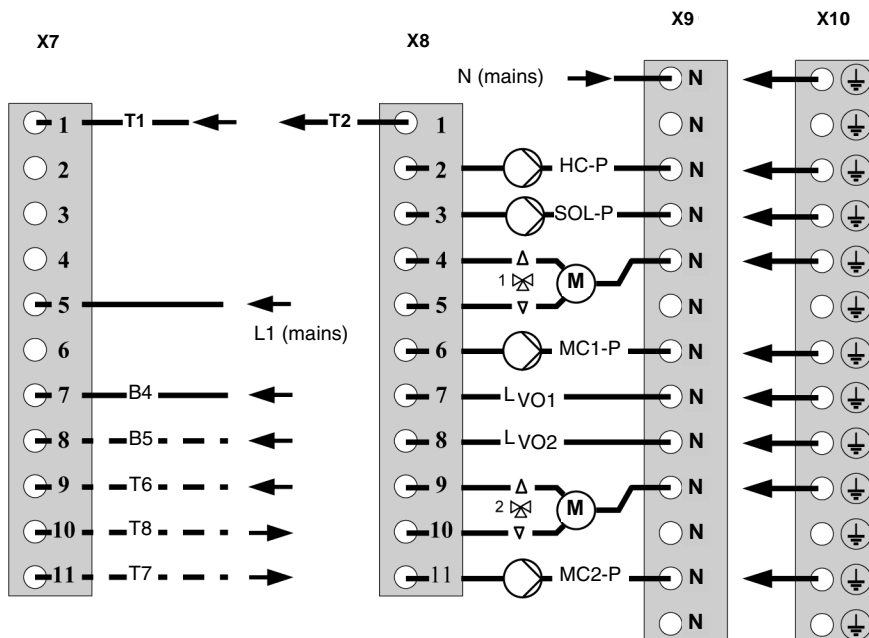 X7 X8 X9 X10
N (mains) N
N
1 T1 T2 1
2 2 HC-P N
3 3 SOL-P N
4 4 N
1 M
5 5 N
L1 (mains)
6 6 MC1-P N
7 B4 7 LVO1 N
8 B5 8 LVO2 N
9 T6 9 N
2 M
10 T8 10 N
11 T7 11 MC2-P N
N